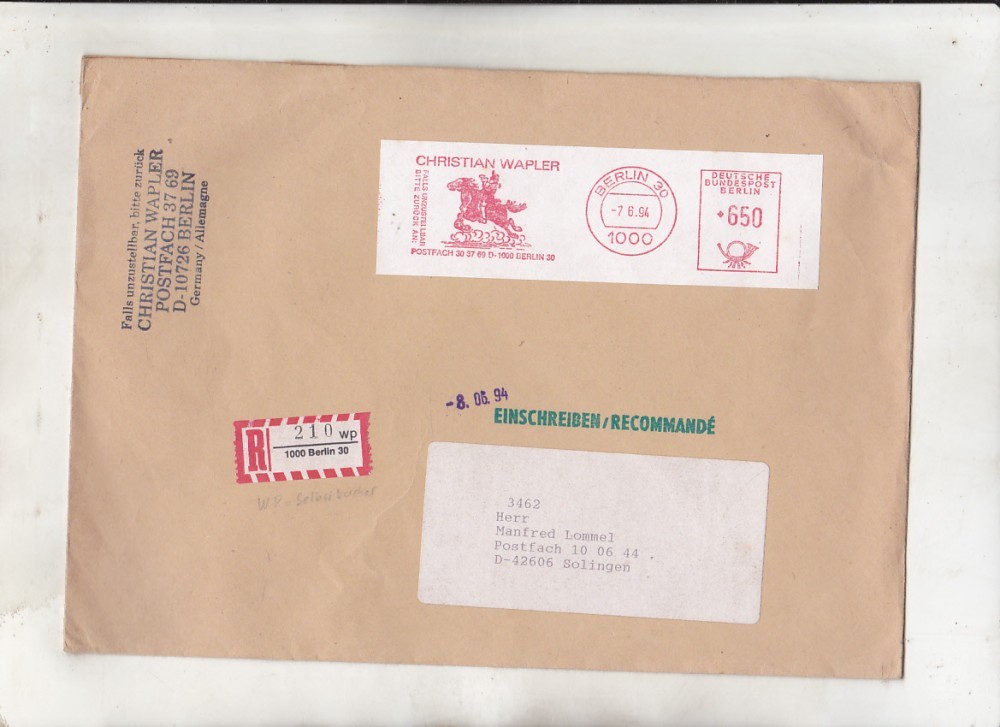 Falls unzustellbar, bitte zurück
CHRISTIAN WAPLER
POSTFACH 37 69
D-10726 BERLIN
Germany / Allemagne
CHRISTIAN WAPLER
FALLS UNZUSTELLBAR
BITTE ZURÜCK AN:
POSTFACH 30 37 69 D-1000 BERLIN 30
BERLIN 30
-7 6.94
1000
DEUTSCHE
BUNDESPOST
BERLIN
650
-8. 06. 94
EINSCHREIBEN/RECOMMANDÉ
R
210 wp
1000 Berlin 30
3462
Herr
Manfred Lommel
Postfach 10 06 44 .
D-42606 Solingen